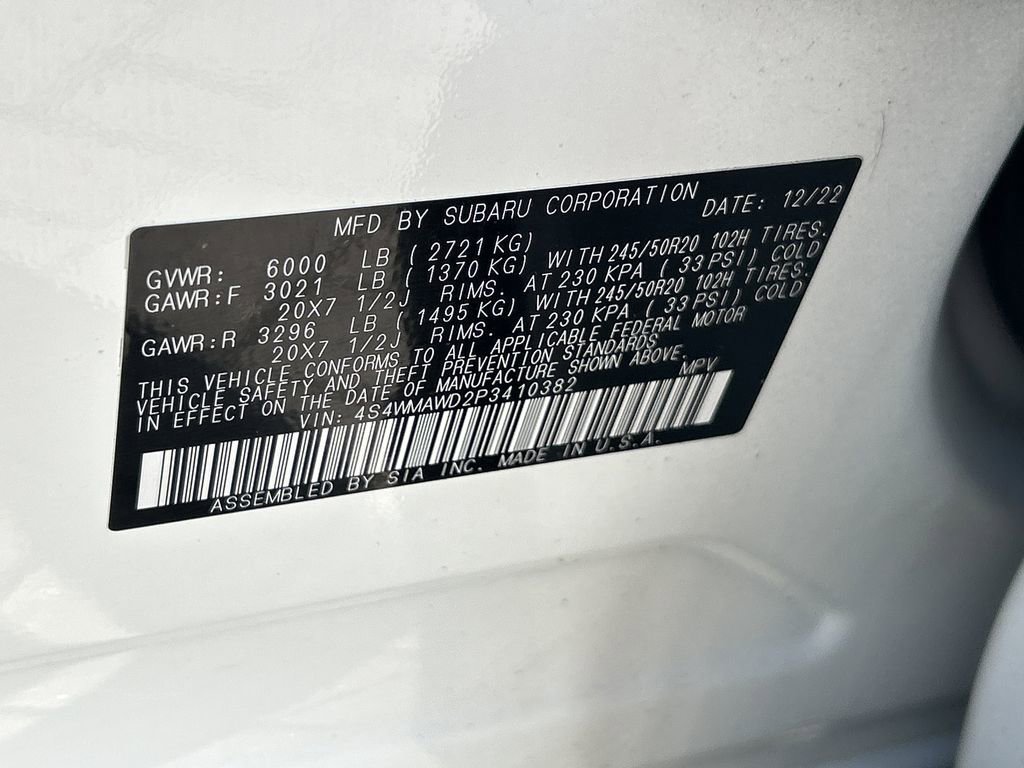 MFD BY SUBARU CORPORATION DATE: 12/22
GVWR: 6000 LB ( 2721 KG)
GAWR:F 3021 LB ( 1370 KG) WITH 245/50R20 102H TIRES.
20X7 1/2J RIMS. AT 230 KPA ( 33 PSI) COLD
GAWR:R 3296 LB ( 1495 KG) WITH 245/50R20 102H TIRES.
20X7 1/2J RIMS. AT 230 KPA ( 33 PSI) COLD
THIS VEHICLE CONFORMS TO ALL APPLICABLE FEDERAL MOTOR
VEHICLE SAFETY AND THEFT PREVENTION STANDARDS
IN EFFECT ON THE DATE OF MANUFACTURE SHOWN ABOVE.
VIN: 4S4WMAWD2P3410382 MPV
ASSEMBLED BY SIA INC. MADE IN U.S.A.